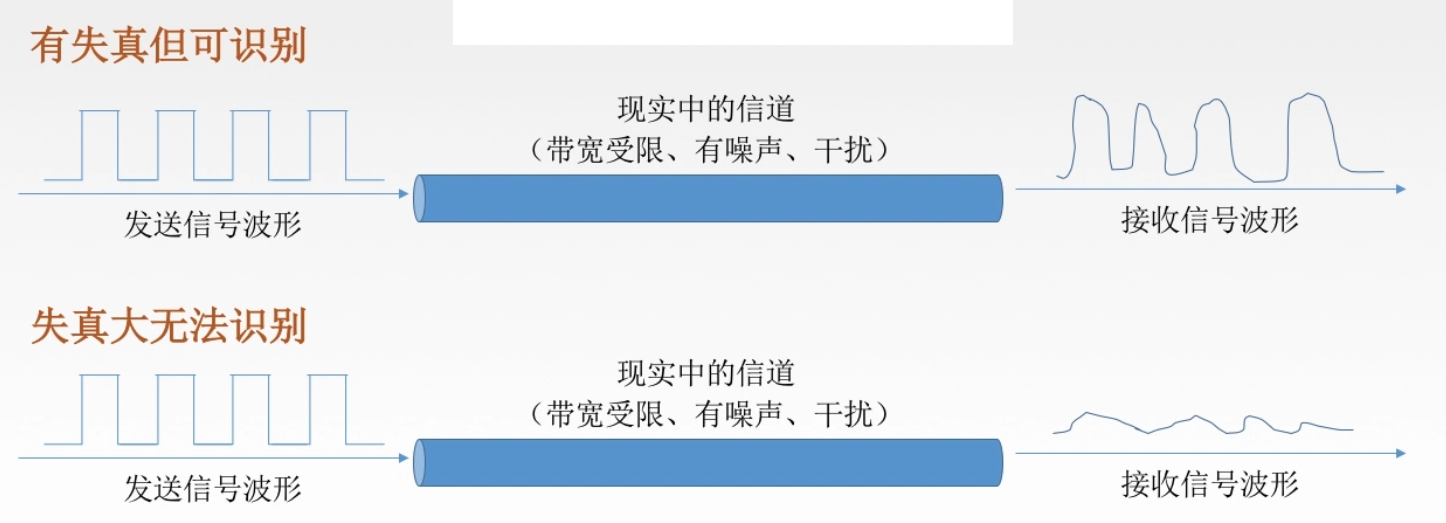 有失真但可识别
现实中的信道
（带宽受限、有噪声、干扰）
发送信号波形
接收信号波形
失真大无法识别
现实中的信道
（带宽受限、有噪声、干扰）
发送信号波形
接收信号波形